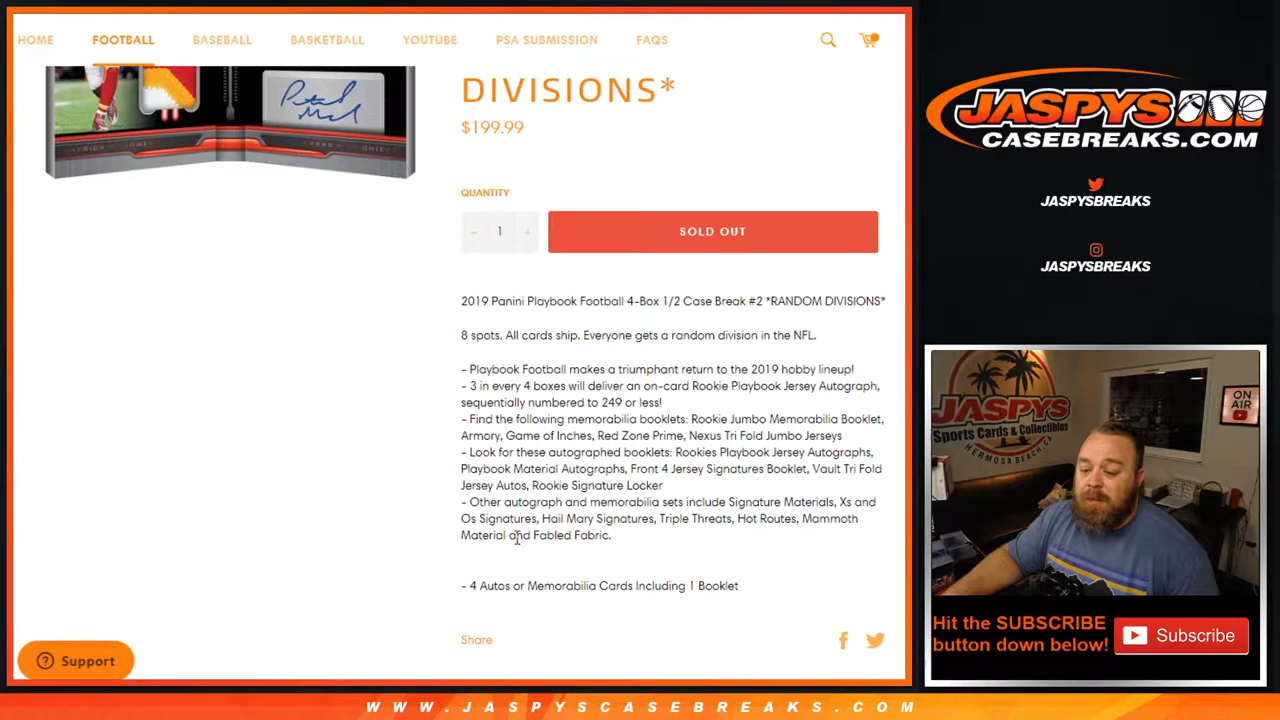 HOME FOOTBALL BASEBALL BASKETBALL YOUTUBE PSA SUBMISSION FAQS
DIVISIONS*
$199.99
QUANTITY
− 1 +
SOLD OUT
2019 Panini Playbook Football 4-Box 1/2 Case Break #2 *RANDOM DIVISIONS*
8 spots. All cards ship. Everyone gets a random division in the NFL.
- Playbook Football makes a triumphant return to the 2019 hobby lineup!
- 3 in every 4 boxes will deliver an on-card Rookie Playbook Jersey Autograph,
sequentially numbered to 249 or less!
- Find the following memorabilia booklets: Rookie Jumbo Memorabilia Booklet,
Armory, Game of Inches, Red Zone Prime, Nexus Tri Fold Jumbo Jerseys
- Look for these autographed booklets: Rookies Playbook Jersey Autographs,
Playbook Material Autographs, Front 4 Jersey Signatures Booklet, Vault Tri Fold
Jersey Autos, Rookie Signature Locker
- Other autograph and memorabilia sets include Signature Materials, Xs and
Os Signatures, Hail Mary Signatures, Triple Threats, Hot Routes, Mammoth
Material and Fabled Fabric.
- 4 Autos or Memorabilia Cards Including 1 Booklet
Share
Support
JASPYS
CASEBREAKS.COM
JASPYSBREAKS
JASPYSBREAKS
JASPYS
Sports Cards & Collectibles
HERMOSA BEACH, CA
ON
AIR
Hit the SUBSCRIBE
button down below!
Subscribe
WWW.JASPYSCASEBREAKS.COM